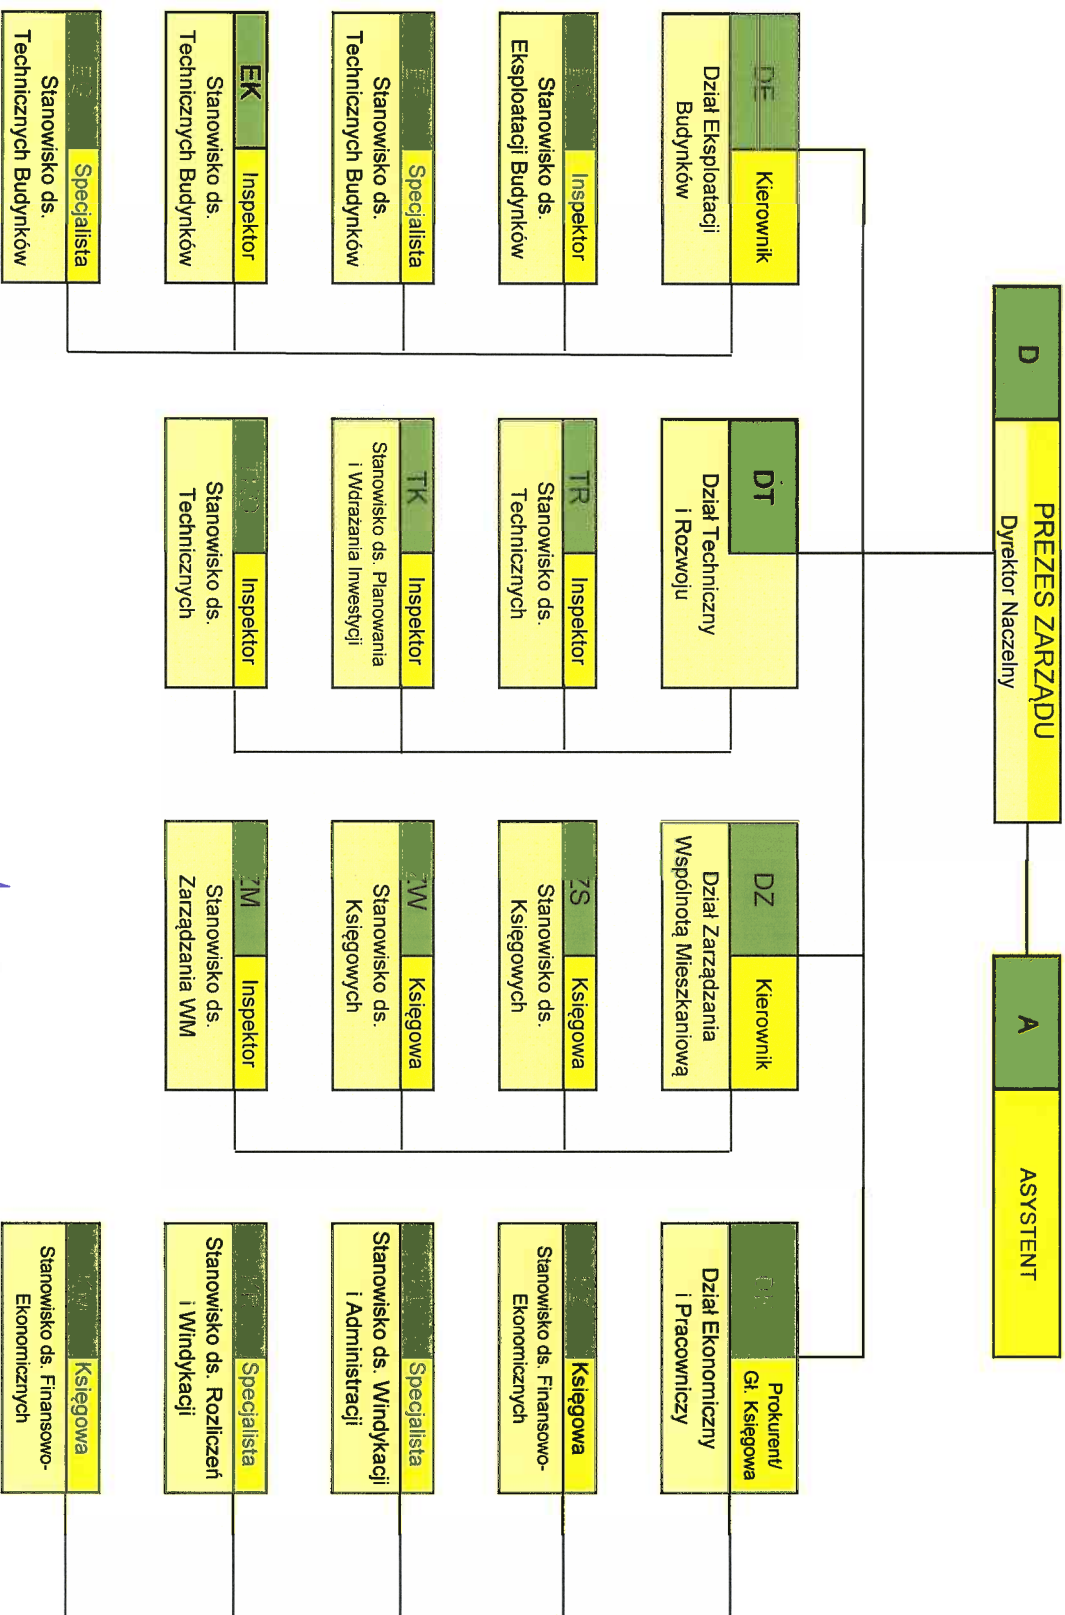 D
PREZES ZARZĄDU
Dyrektor Naczelny
A
ASYSTENT
DE
Kierownik
Dział Eksploatacji
Budynków
Inspektor
Stanowisko ds.
Eksploatacji Budynków
Specjalista
Stanowisko ds.
Technicznych Budynków
EK
Inspektor
Stanowisko ds.
Technicznych Budynków
Specjalista
Stanowisko ds.
Technicznych Budynków
DT
Dział Techniczny
i Rozwoju
TR
Inspektor
Stanowisko ds.
Technicznych
TK
Inspektor
Stanowisko ds. Planowania
i Wdrażania Inwestycji
Inspektor
Stanowisko ds.
Technicznych
DZ
Kierownik
Dział Zarządzania
Wspólnotą Mieszkaniową
ZS
Księgowa
Stanowisko ds.
Księgowych
ZW
Księgowa
Stanowisko ds.
Księgowych
ZM
Inspektor
Stanowisko ds.
Zarządzania WM
Prokurent/
Gł. Księgowa
Dział Ekonomiczny
i Pracowniczy
Księgowa
Stanowisko ds. Finansowo-
Ekonomicznych
Specjalista
Stanowisko ds. Windykacji
i Administracji
Specjalista
Stanowisko ds. Rozliczeń
i Windykacji
Księgowa
Stanowisko ds. Finansowo-
Ekonomicznych